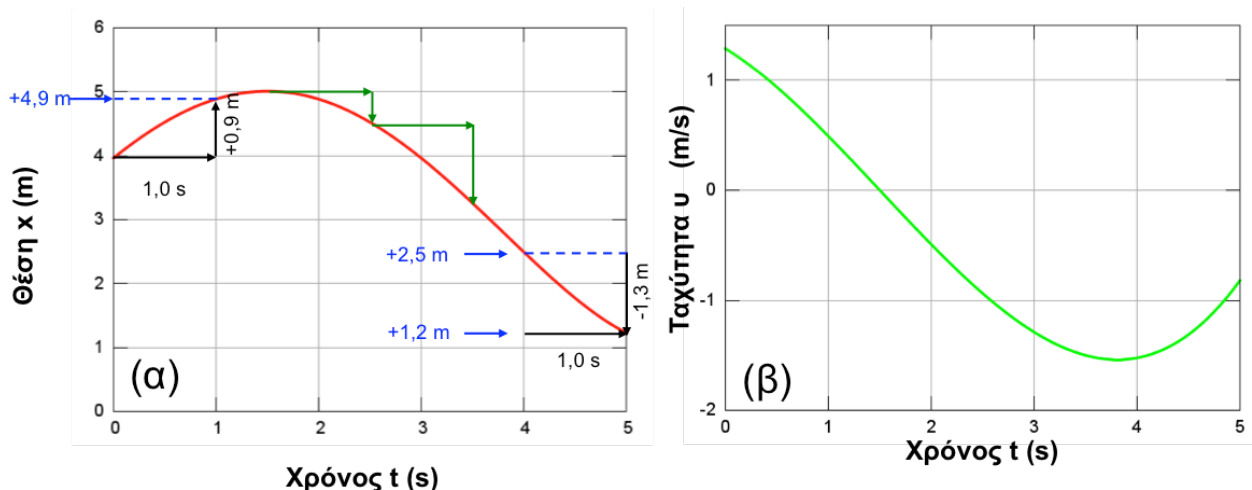 6
5
4
3
2
1
0
+4,9 m
+0,9 m
1,0 s
+2,5 m
+1,2 m
-1,3 m
1,0 s
(α)
0 1 2 3 4 5
Θέση x (m)
Χρόνος t (s)
1
0
-1
-2
(β)
0 1 2 3 4 5
Ταχύτητα υ (m/s)
Χρόνος t (s)